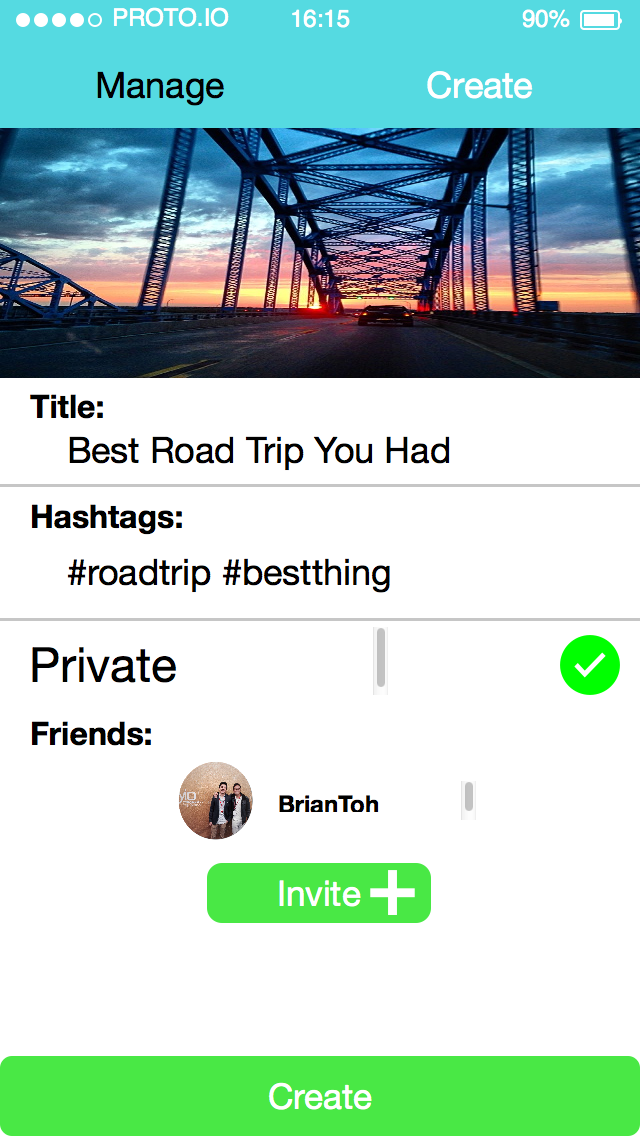 PROTO.IO 16:15 90%
Manage Create
Title:
Best Road Trip You Had
Hashtags:
#roadtrip #bestthing
Private
Friends:
BrianToh
Invite
Create